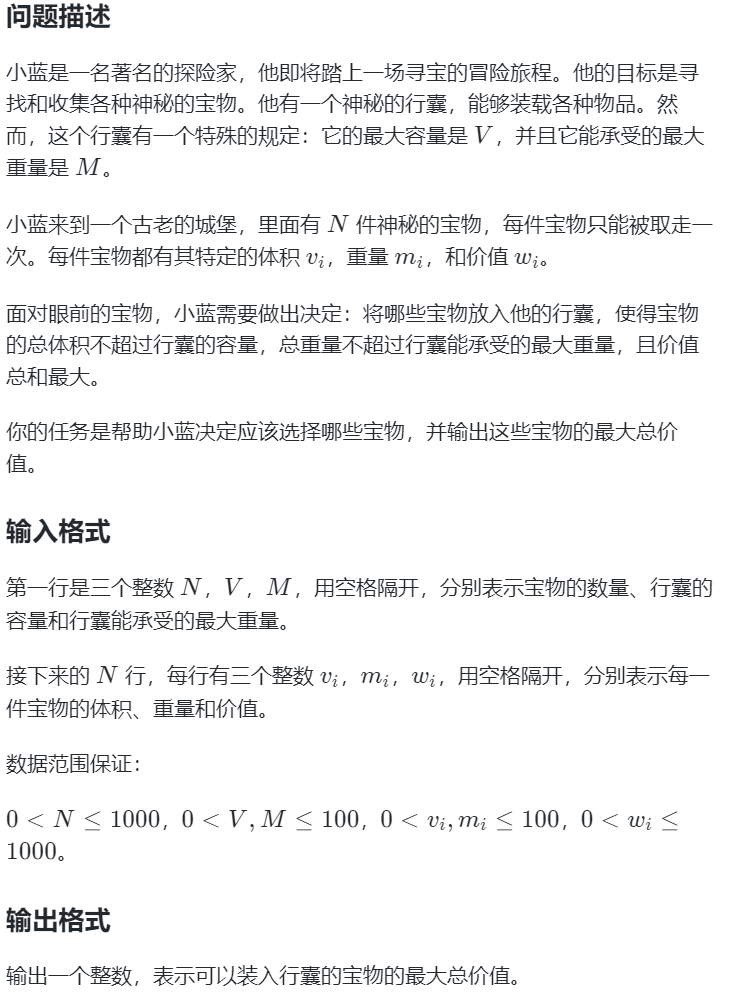 问题描述
小蓝是一名著名的探险家，他即将踏上一场寻宝的冒险旅程。他的目标是寻
找和收集各种神秘的宝物。他有一个神秘的行囊，能够装载各种物品。然
而，这个行囊有一个特殊的规定：它的最大容量是 V，并且它能承受的最大
重量是 M。
小蓝来到一个古老的城堡，里面有 N 件神秘的宝物，每件宝物只能被取走一
次。每件宝物都有其特定的体积 vᵢ，重量 mᵢ，和价值 wᵢ。
面对眼前的宝物，小蓝需要做出决定：将哪些宝物放入他的行囊，使得宝物
的总体积不超过行囊的容量，总重量不超过行囊能承受的最大重量，且价值
总和最大。
你的任务是帮助小蓝决定应该选择哪些宝物，并输出这些宝物的最大总价
值。
输入格式
第一行是三个整数 N，V，M，用空格隔开，分别表示宝物的数量、行囊的
容量和行囊能承受的最大重量。
接下来的 N 行，每行有三个整数 vᵢ，mᵢ，wᵢ，用空格隔开，分别表示每一
件宝物的体积、重量和价值。
数据范围保证：
0 < N ≤ 1000，0 < V, M ≤ 100，0 < vᵢ, mᵢ ≤ 100，0 < wᵢ ≤
1000。
输出格式
输出一个整数，表示可以装入行囊的宝物的最大总价值。